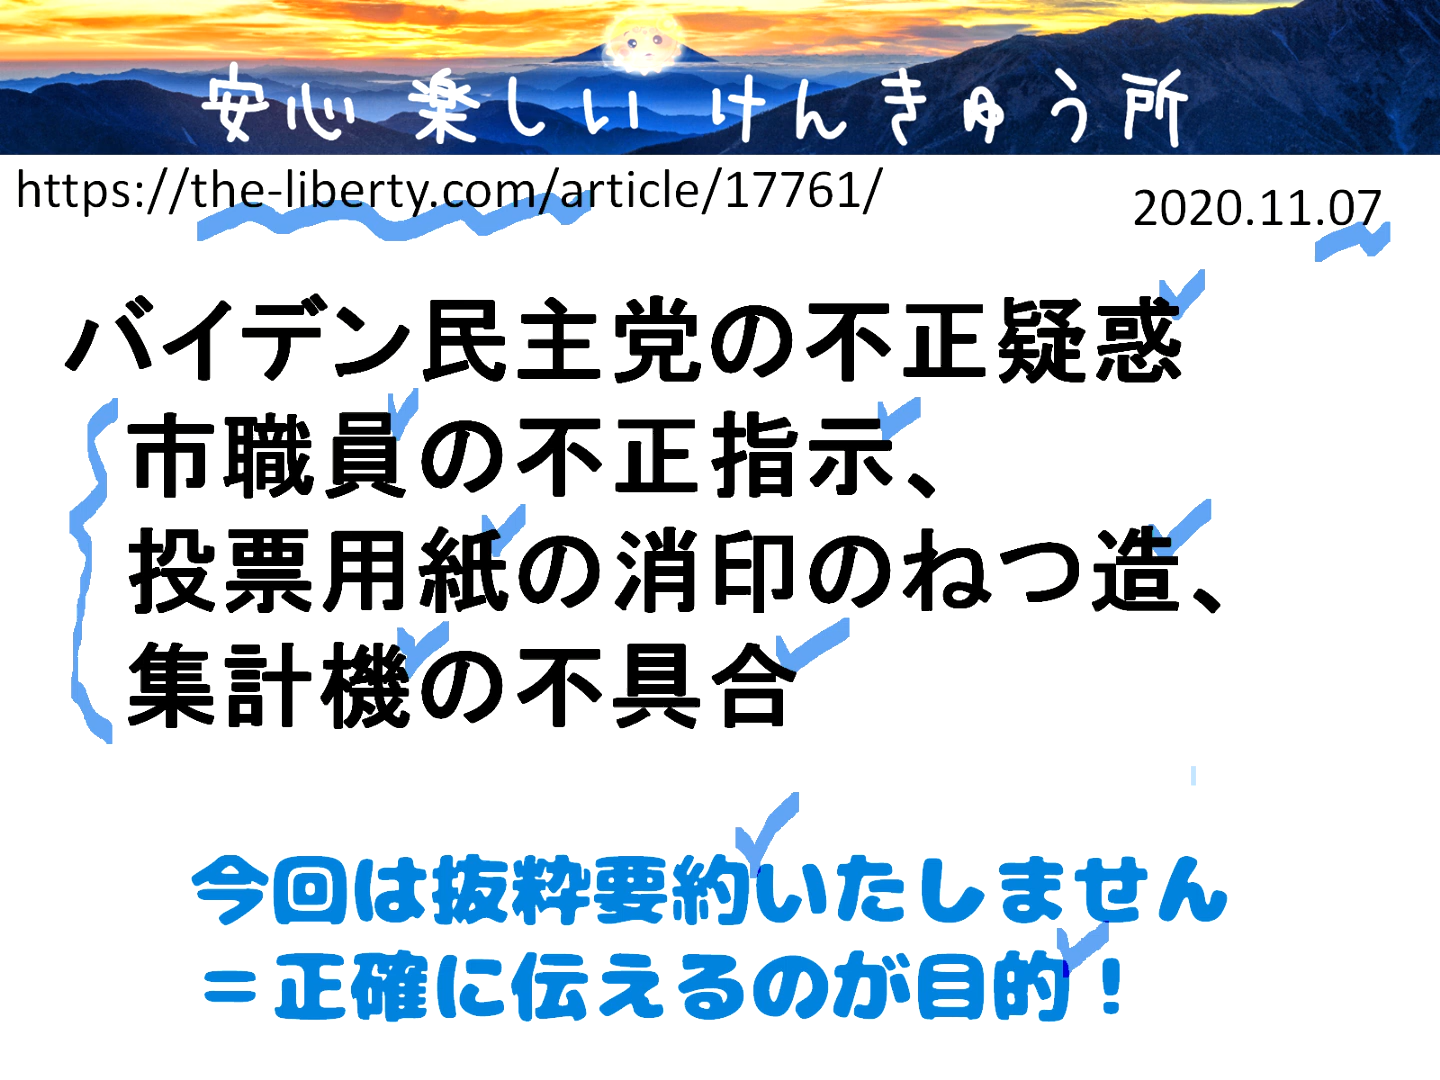 安心 楽しい けんきゅう所
https://the-liberty.com/article/17761/
2020.11.07
バイデン民主党の不正疑惑
市職員の不正指示、
投票用紙の消印のねつ造、
集計機の不具合
今回は抜粋要約いたしません
＝正確に伝えるのが目的！